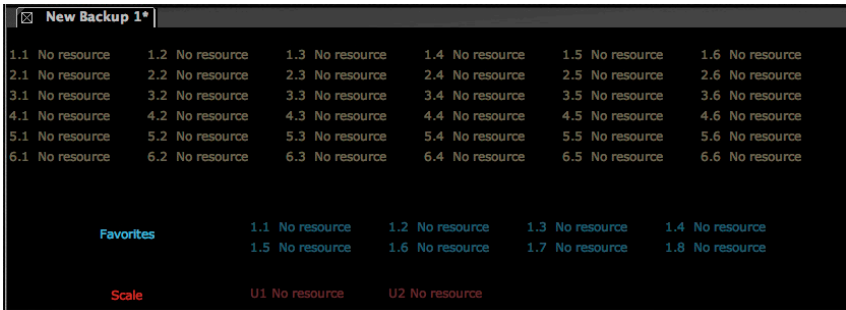 New Backup 1*
1.1 No resource 1.2 No resource 1.3 No resource 1.4 No resource 1.5 No resource 1.6 No resource
2.1 No resource 2.2 No resource 2.3 No resource 2.4 No resource 2.5 No resource 2.6 No resource
3.1 No resource 3.2 No resource 3.3 No resource 3.4 No resource 3.5 No resource 3.6 No resource
4.1 No resource 4.2 No resource 4.3 No resource 4.4 No resource 4.5 No resource 4.6 No resource
5.1 No resource 5.2 No resource 5.3 No resource 5.4 No resource 5.5 No resource 5.6 No resource
6.1 No resource 6.2 No resource 6.3 No resource 6.4 No resource 6.5 No resource 6.6 No resource
Favorites
1.1 No resource 1.2 No resource 1.3 No resource 1.4 No resource
1.5 No resource 1.6 No resource 1.7 No resource 1.8 No resource
Scale U1 No resource U2 No resource